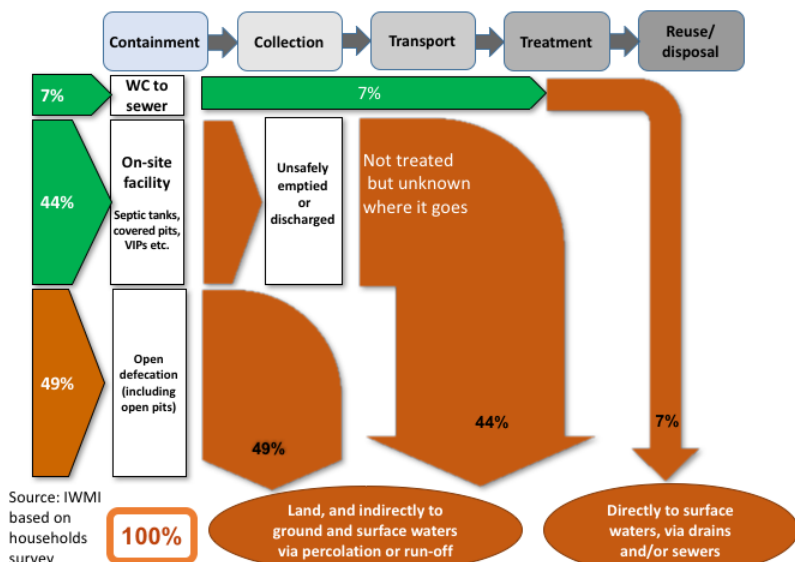 Containment
Collection
Transport
Treatment
Reuse/
disposal
7%
WC to
sewer
7%
44%
On-site
facility
Septic tanks,
covered pits,
VIPs etc.
Unsafely
emptied
or
discharged
Not treated
but unknown
where it goes
49%
Open
defecation
(including
open pits)
49%
44%
7%
Source: IWMI
based on
households
survey
100%
Land, and indirectly to
ground and surface waters
via percolation or run-off
Directly to surface
waters, via drains
and/or sewers